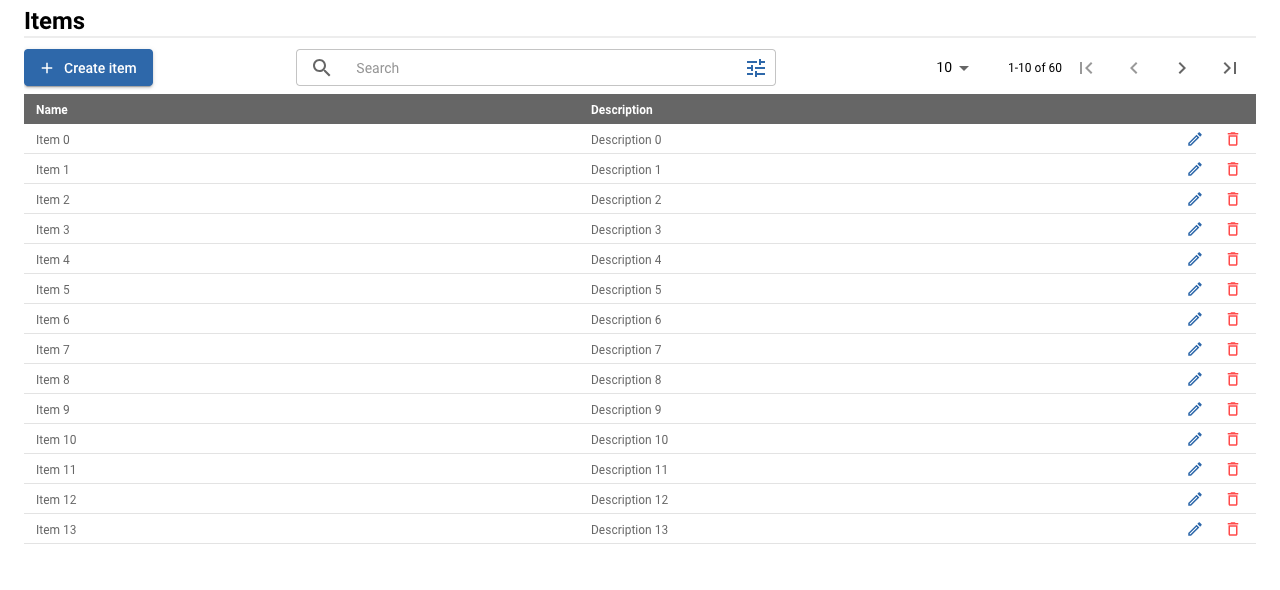 Items
Create item Search 10 1-10 of 60
Name Description
Item 0 Description 0
Item 1 Description 1
Item 2 Description 2
Item 3 Description 3
Item 4 Description 4
Item 5 Description 5
Item 6 Description 6
Item 7 Description 7
Item 8 Description 8
Item 9 Description 9
Item 10 Description 10
Item 11 Description 11
Item 12 Description 12
Item 13 Description 13